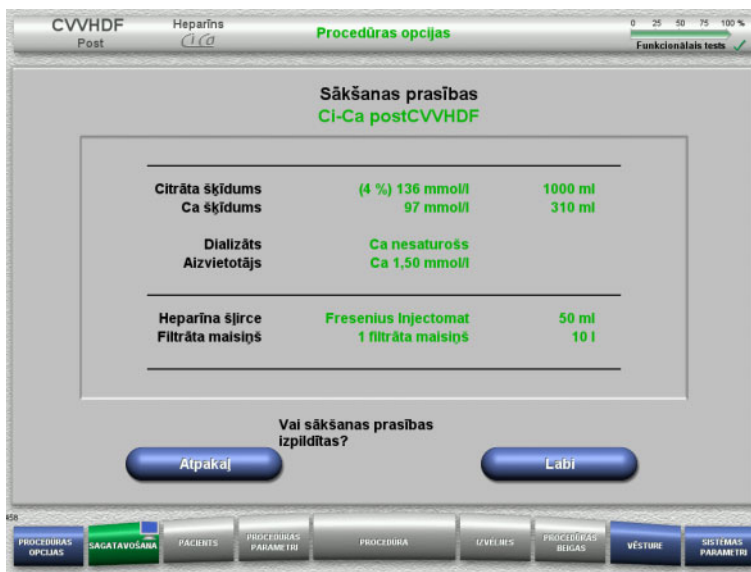 CVVHDF
Post
Heparīns
Ci Ca
Procedūras opcijas
0 25 50 75 100 %
Funkcionālais tests
Sākšanas prasības
Ci-Ca postCVVHDF
Citrāta šķīdums (4 %) 136 mmol/l 1000 ml
Ca šķīdums 97 mmol/l 310 ml
Dializāts Ca nesaturošs
Aizvietotājs Ca 1,50 mmol/l
Heparīna šļirce Fresenius Injectomat 50 ml
Filtrāta maisiņš 1 filtrāta maisiņš 10 l
Vai sākšanas prasības
izpildītas?
Atpakaļ
Labi
PROCEDŪRAS
OPCIJAS
SAGATAVOŠANA
PACIENTS
PROCEDŪRAS
PARAMETRI
PROCEDŪRA
IZVĒLNES
PROCEDŪRAS
BEIGAS
VĒSTURE
SISTĒMAS
PARAMETRI